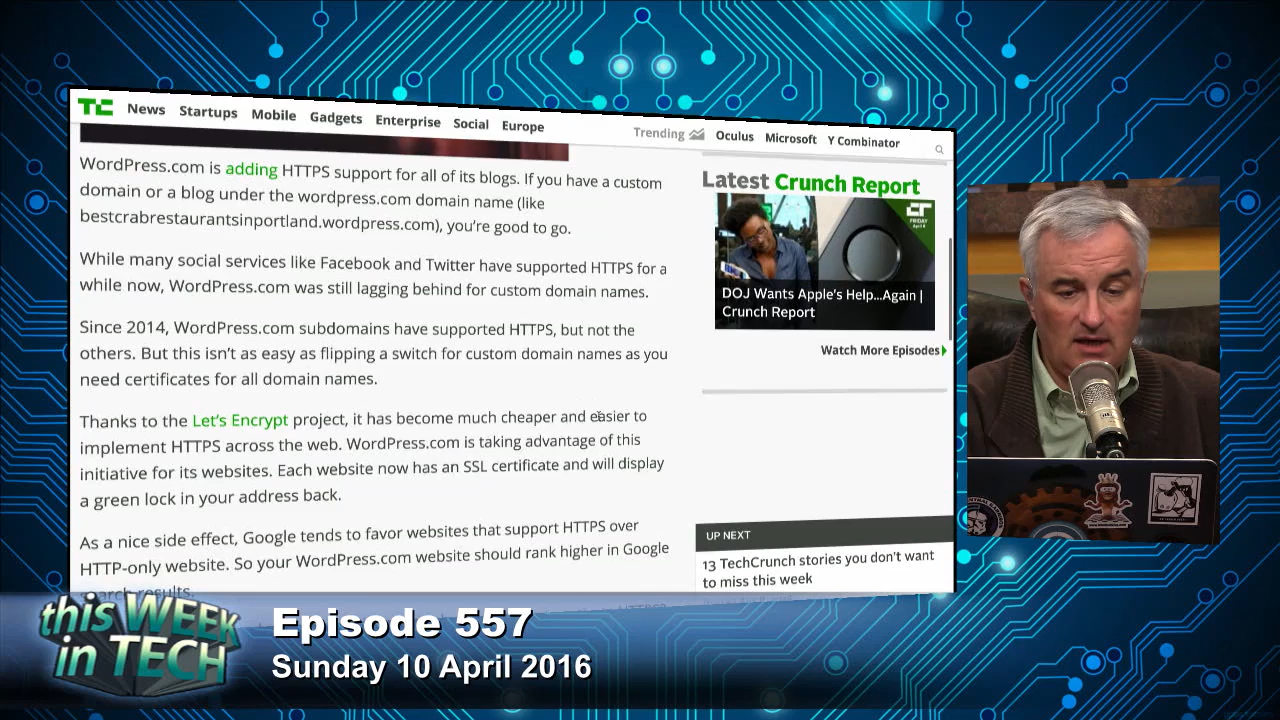 TC News Startups Mobile Gadgets Enterprise Social Europe
Trending Oculus Microsoft Y Combinator
WordPress.com is adding HTTPS support for all of its blogs. If you have a custom
domain or a blog under the wordpress.com domain name (like
bestcrabrestaurantsinportland.wordpress.com), you're good to go.
While many social services like Facebook and Twitter have supported HTTPS for a
while now, WordPress.com was still lagging behind for custom domain names.
Since 2014, WordPress.com subdomains have supported HTTPS, but not the
others. But this isn't as easy as flipping a switch for custom domain names as you
need certificates for all domain names.
Thanks to the Let's Encrypt project, it has become much cheaper and easier to
implement HTTPS across the web. WordPress.com is taking advantage of this
initiative for its websites. Each website now has an SSL certificate and will display
a green lock in your address back.
As a nice side effect, Google tends to favor websites that support HTTPS over
HTTP-only website. So your WordPress.com website should rank higher in Google
search results.
Latest Crunch Report
CR
FRIDAY
April 8
DOJ Wants Apple's Help...Again |
Crunch Report
Watch More Episodes
UP NEXT
13 TechCrunch stories you don't want
to miss this week
this WEEK
in TECH
Episode 557
Sunday 10 April 2016